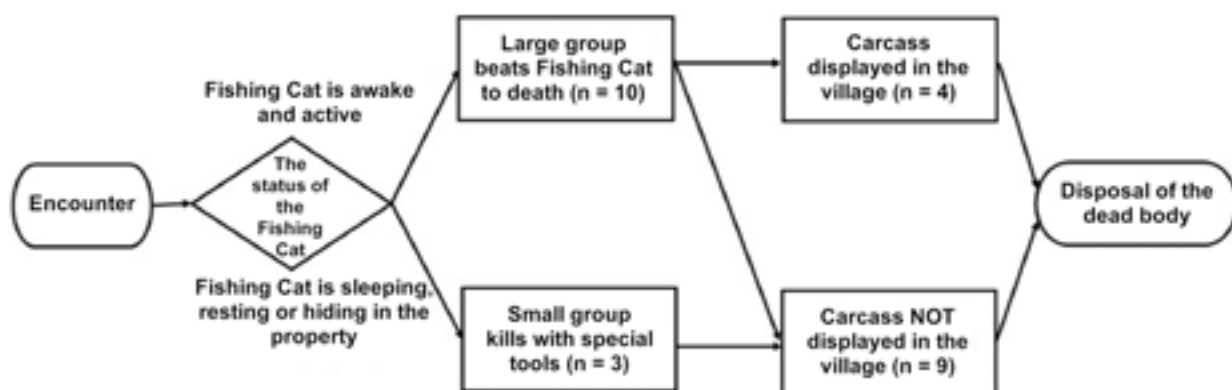 Encounter
Fishing Cat is awake
and active
The
status of
the
Fishing
Cat
Fishing Cat is sleeping,
resting or hiding in the
property
Large group
beats Fishing Cat
to death (n = 10)
Small group
kills with special
tools (n = 3)
Carcass
displayed in the
village (n = 4)
Carcass NOT
displayed in the
village (n = 9)
Disposal of the
dead body